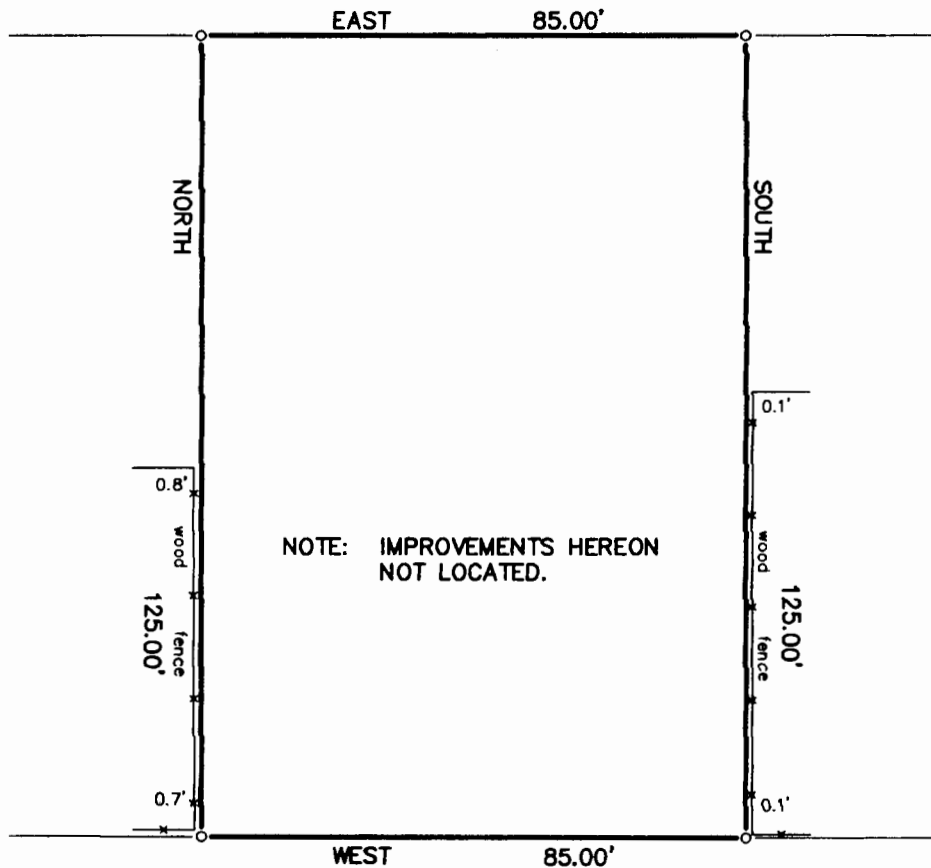 EAST 85.00'
NORTH
SOUTH
0.1'
0.8'
wood fence
125.00'
NOTE: IMPROVEMENTS HEREON
NOT LOCATED.
wood fence
125.00'
0.7'
0.1'
WEST 85.00'